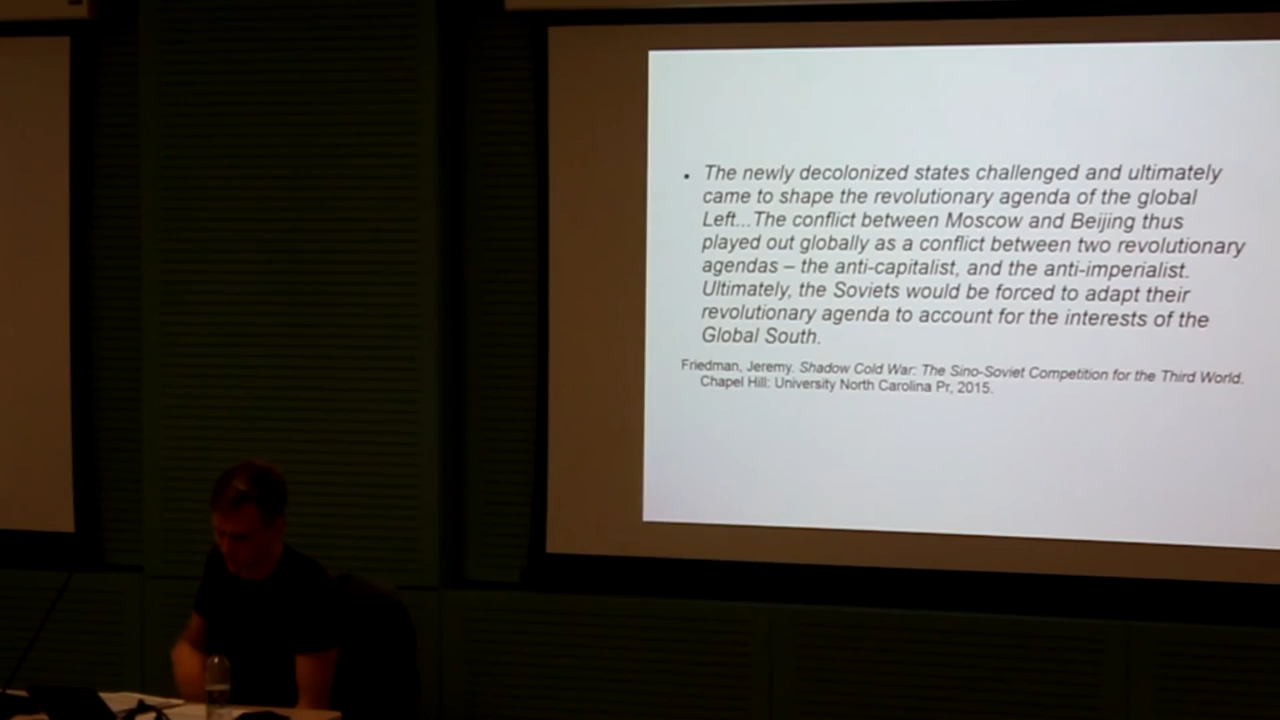 • The newly decolonized states challenged and ultimately
came to shape the revolutionary agenda of the global
Left...The conflict between Moscow and Beijing thus
played out globally as a conflict between two revolutionary
agendas – the anti-capitalist, and the anti-imperialist.
Ultimately, the Soviets would be forced to adapt their
revolutionary agenda to account for the interests of the
Global South.
Friedman, Jeremy. Shadow Cold War: The Sino-Soviet Competition for the Third World.
Chapel Hill: University North Carolina Pr, 2015.